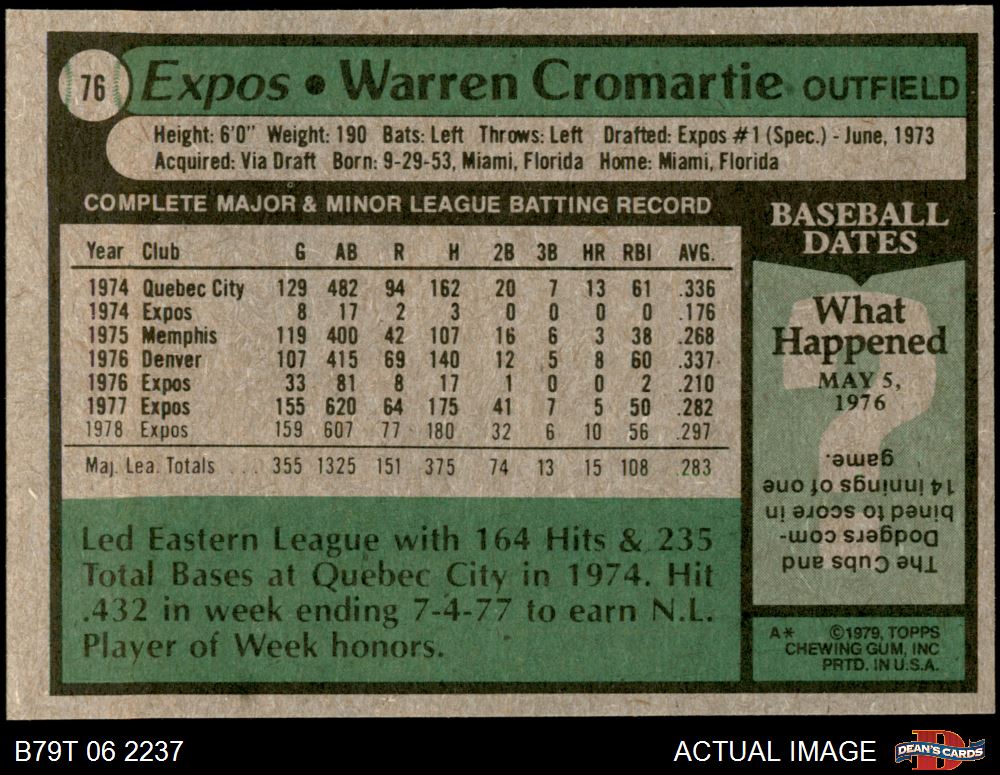 76 Expos • Warren Cromartie OUTFIELD
Height: 6'0" Weight: 190 Bats: Left Throws: Left Drafted: Expos #1 (Spec.) - June, 1973
Acquired: Via Draft Born: 9-29-53, Miami, Florida Home: Miami, Florida
COMPLETE MAJOR & MINOR LEAGUE BATTING RECORD
Year Club G AB R H 2B 3B HR RBI AVG.
1974 Quebec City 129 482 94 162 20 7 13 61 .336
1974 Expos 8 17 2 3 0 0 0 0 .176
1975 Memphis 119 400 42 107 16 6 3 38 .268
1976 Denver 107 415 69 140 12 5 8 60 .337
1976 Expos 33 81 8 17 1 0 0 2 .210
1977 Expos 155 620 64 175 41 7 5 50 .282
1978 Expos 159 607 77 180 32 6 10 56 .297
Maj. Lea. Totals ... 355 1325 151 375 74 13 15 108 .283
Led Eastern League with 164 Hits & 235
Total Bases at Quebec City in 1974. Hit
.432 in week ending 7-4-77 to earn N.L.
Player of Week honors.
BASEBALL
DATES
What
Happened
MAY 5,
1976
The Cubs and
Dodgers com-
bined to score in
14 innings of one
game.
A* ©1979, TOPPS
CHEWING GUM, INC
PRTD. IN U.S.A.
B79T 06 2237
ACTUAL IMAGE
D
DEAN'S CARDS